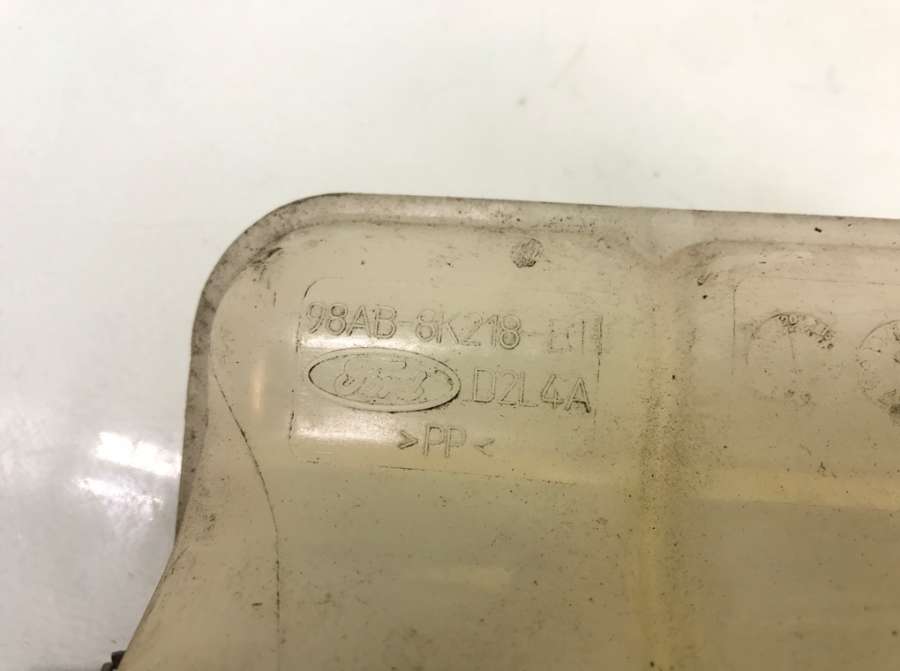 98AB-8K218-
Ford D2L4A
>PP<